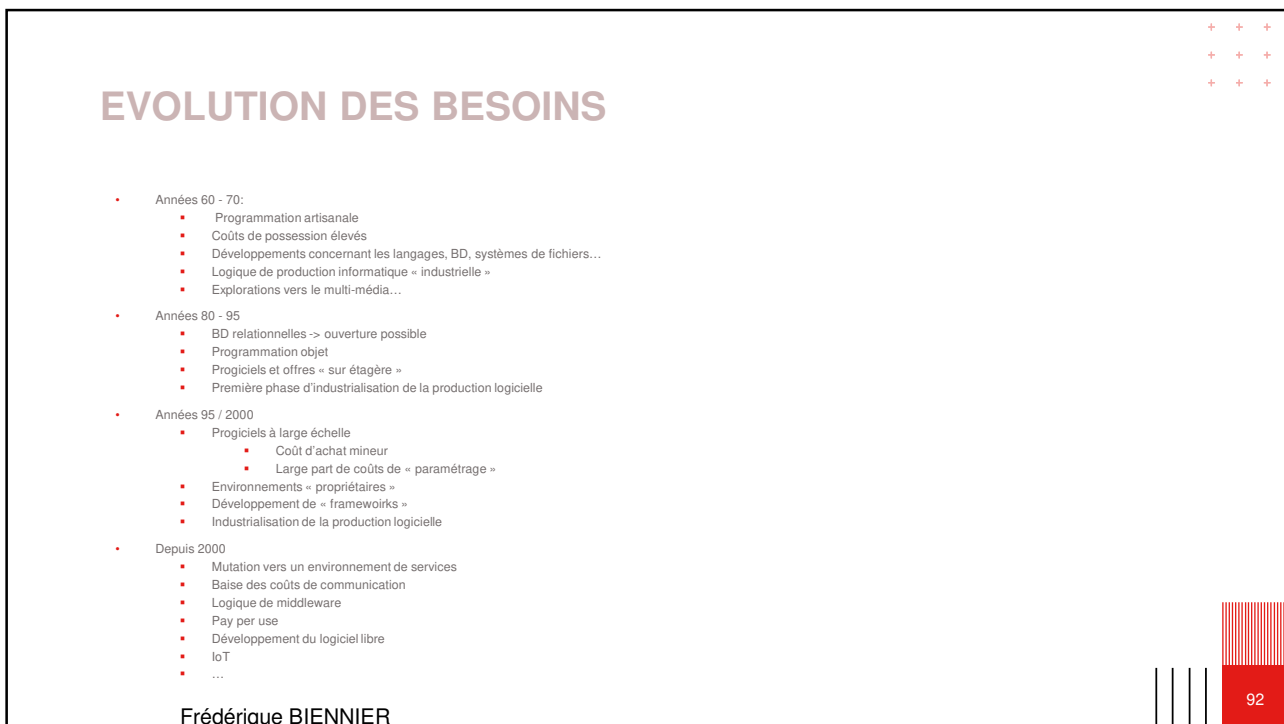 EVOLUTION DES BESOINS
• Années 60 - 70:
▪ Programmation artisanale
▪ Coûts de possession élevés
▪ Développements concernant les langages, BD, systèmes de fichiers…
▪ Logique de production informatique « industrielle »
▪ Explorations vers le multi-média…
• Années 80 - 95
▪ BD relationnelles -> ouverture possible
▪ Programmation objet
▪ Progiciels et offres « sur étagère »
▪ Première phase d'industrialisation de la production logicielle
• Années 95 / 2000
▪ Progiciels à large échelle
▪ Coût d'achat mineur
▪ Large part de coûts de « paramétrage »
▪ Environnements « propriétaires »
▪ Développement de « framewoirks »
▪ Industrialisation de la production logicielle
• Depuis 2000
▪ Mutation vers un environnement de services
▪ Baise des coûts de communication
▪ Logique de middleware
▪ Pay per use
▪ Développement du logiciel libre
▪ IoT
▪ …
Frédérique BIENNIER
92